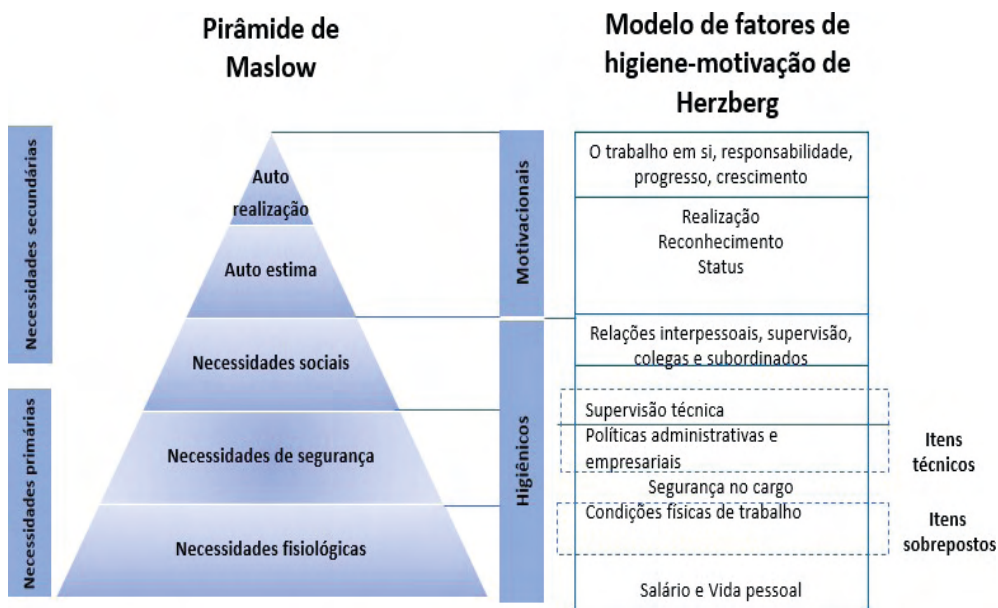 Pirâmide de
Maslow
Modelo de fatores de
higiene-motivação de
Herzberg
Necessidades secundárias
Necessidades primárias
Auto
realização
Auto estima
Necessidades sociais
Necessidades de segurança
Necessidades fisiológicas
Motivacionais
Higiênicos
O trabalho em si, responsabilidade,
progresso, crescimento
Realização
Reconhecimento
Status
Relações interpessoais, supervisão,
colegas e subordinados
Supervisão técnica
Políticas administrativas e
empresariais
Segurança no cargo
Condições físicas de trabalho
Salário e Vida pessoal
Itens
técnicos
Itens
sobrepostos